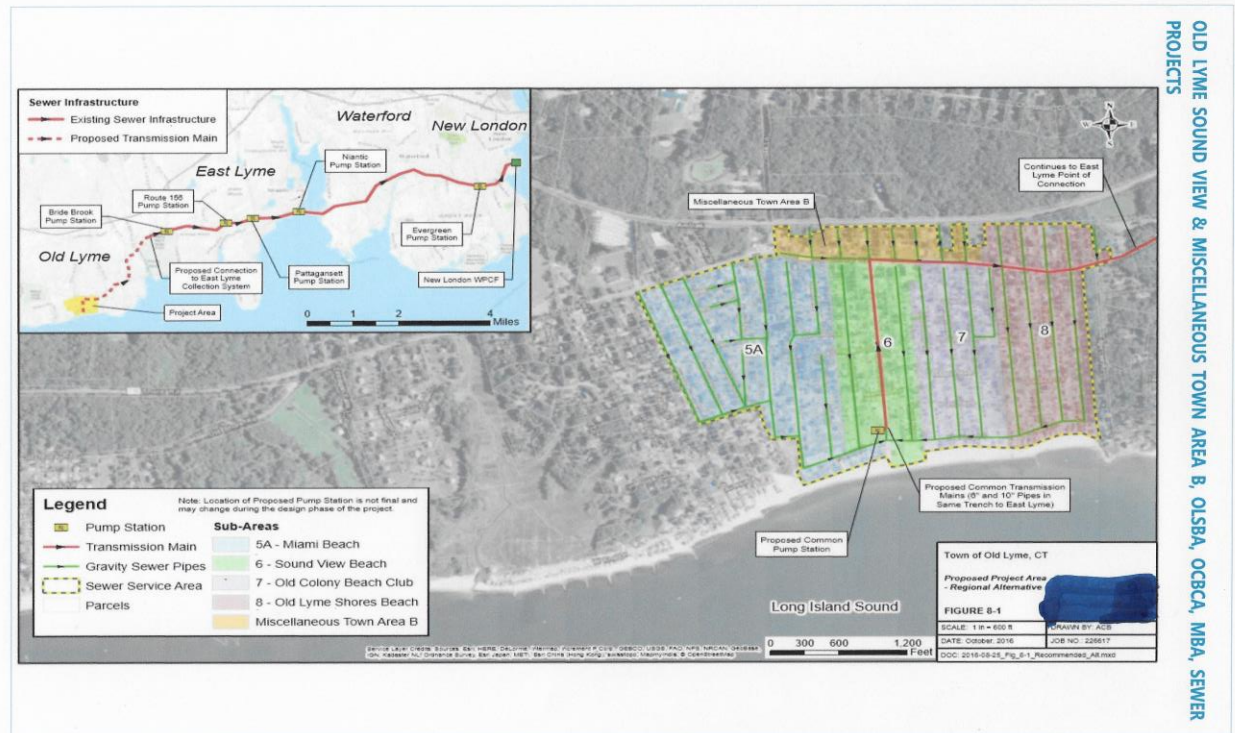 OLD LYME SOUND VIEW & MISCELLANEOUS TOWN AREA B, OLSBA, OCBCA, MBA, SEWER
PROJECTS
Sewer Infrastructure
Existing Sewer Infrastructure
Proposed Transmission Main
Waterford
New London
East Lyme
Old Lyme
Niantic
Pump Station
Route 156
Pump Station
Bride Brook
Pump Station
Evergreen
Pump Station
Proposed Connection
to East Lyme
Collection System
Pattagansett
Pump Station
New London WPCF
Project Area
0 1 2 4
Miles
N
W E
S
Continues to East
Lyme Point of
Connection
Miscellaneous Town Area B
5A
6
7
8
Proposed Common Transmission
Mains (6" and 10" Pipes in
Same Trench to East Lyme)
Proposed Common
Pump Station
Legend
Note: Location of Proposed Pump Station is not final and
may change during the design phase of the project.
Pump Station
Transmission Main
Gravity Sewer Pipes
Sewer Service Area
Parcels
Sub-Areas
5A - Miami Beach
6 - Sound View Beach
7 - Old Colony Beach Club
8 - Old Lyme Shores Beach
Miscellaneous Town Area B
Long Island Sound
0 300 600 1,200
Feet
Town of Old Lyme, CT
Proposed Project Area
- Regional Alternative
FIGURE 8-1
SCALE: 1 in = 600 ft
DRAWN BY: ACB
DATE: October, 2016
JOB NO.: 226617
DOC: 2016-08-25_Fig_8-1_Recommended_Alt.mxd